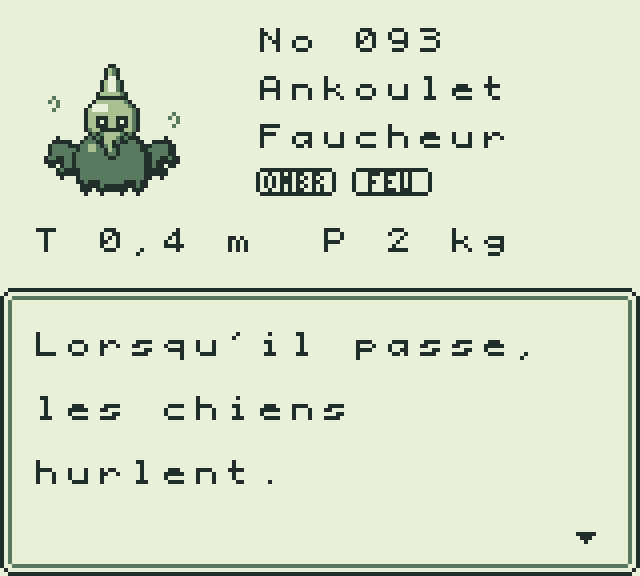 No 093
Ankoulet
Faucheur
OMBR FEU
T 0,4 m P 2 kg
Lorsqu'il passe,
les chiens
hurlent.